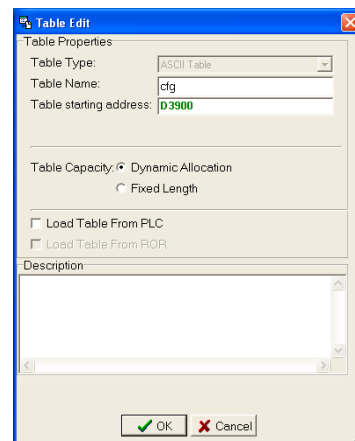 Table Edit
Table Properties
Table Type: ASCII Table
Table Name: cfg
Table starting address: D3900
Table Capacity: Dynamic Allocation
Fixed Length
Load Table From PLC
Load Table From ROR
Description
OK Cancel